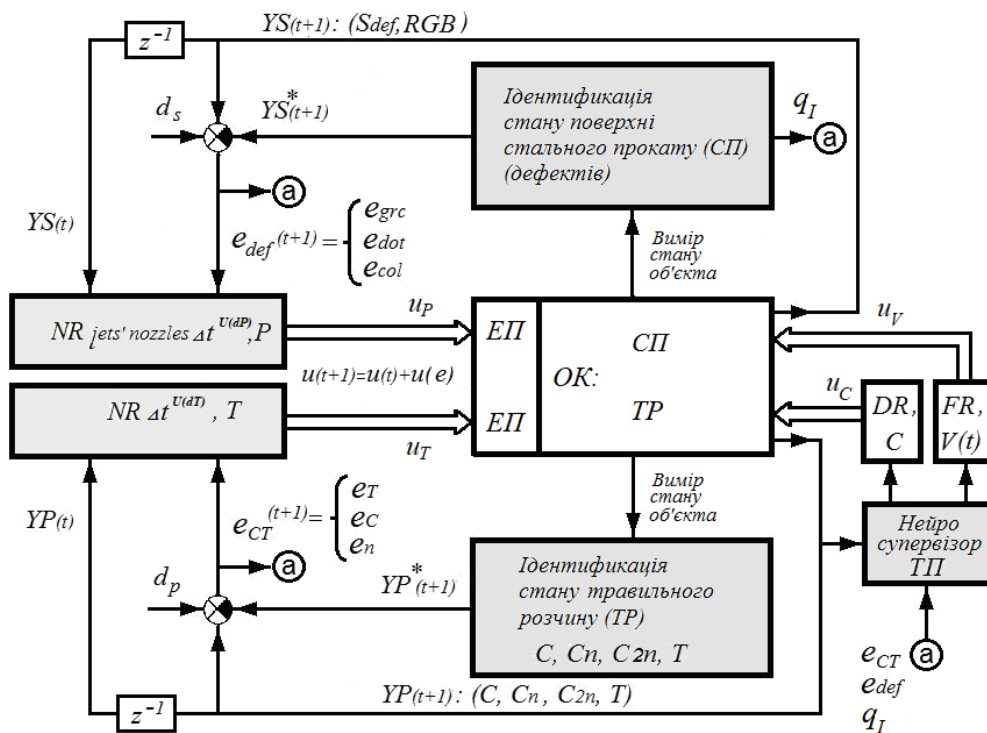 YS(t+1): (Sdef, RGB)
z⁻¹
dₛ
YS*(t+1)
Ідентификація
стану поверхні
стального прокату (СП)
(дефектів)
q_I
a
a
YS(t)
e_def(t+1) = { e_grc
e_dot
e_col
Вимір
стану
об'єкта
NR jets' nozzles Δt U(dP), P
u_P
ЕП
СП
ОК:
ТР
u_V
u(t+1)=u(t)+u(e)
NR Δt U(dT), T
u_T
ЕП
u_C
DR,
C
FR,
V(t)
YP(t)
e_CT(t+1) = { e_T
e_C
e_n
Вимір
стану
об'єкта
Нейро
супервізор
ТП
a
d_p
YP*(t+1)
Ідентификація
стану травильного
розчину (ТР)
C, Cn, C2n, T
a
e_CT
e_def
q_I
z⁻¹
YP(t+1): (C, Cn, C2n, T)